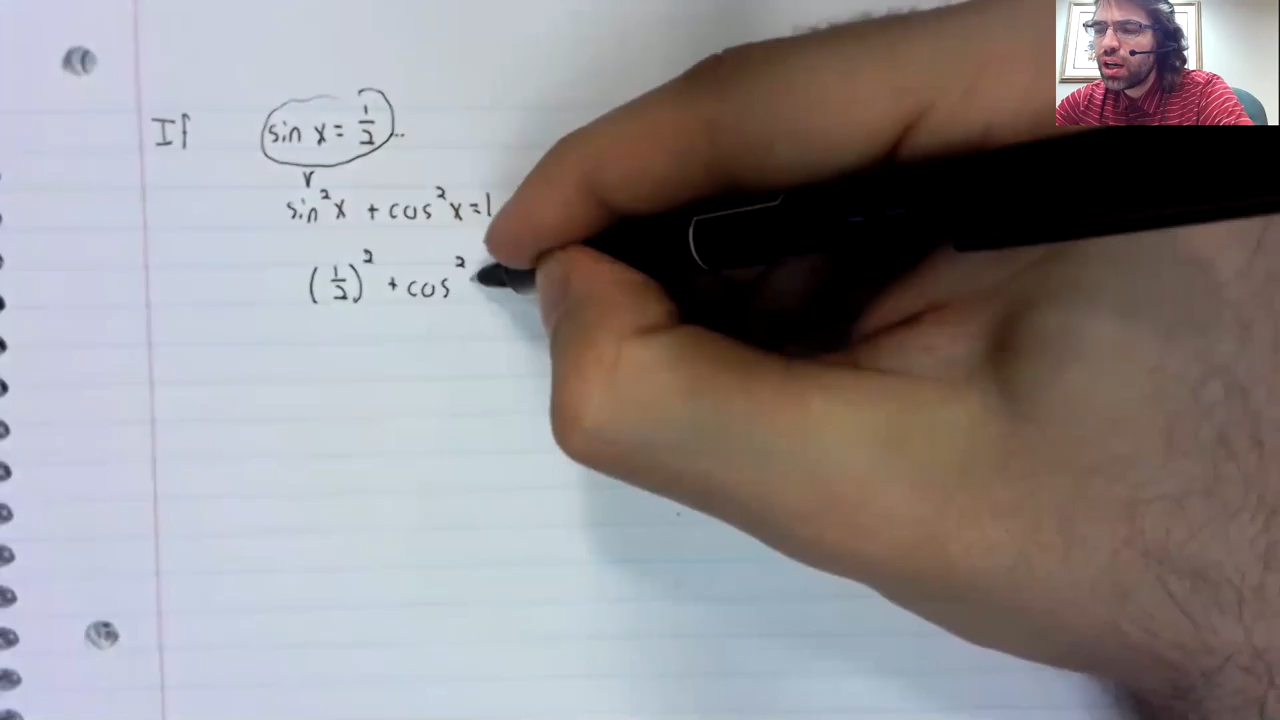 If sin x = 1/2 ...
sin²x + cos²x = 1
(1/2)² + cos²